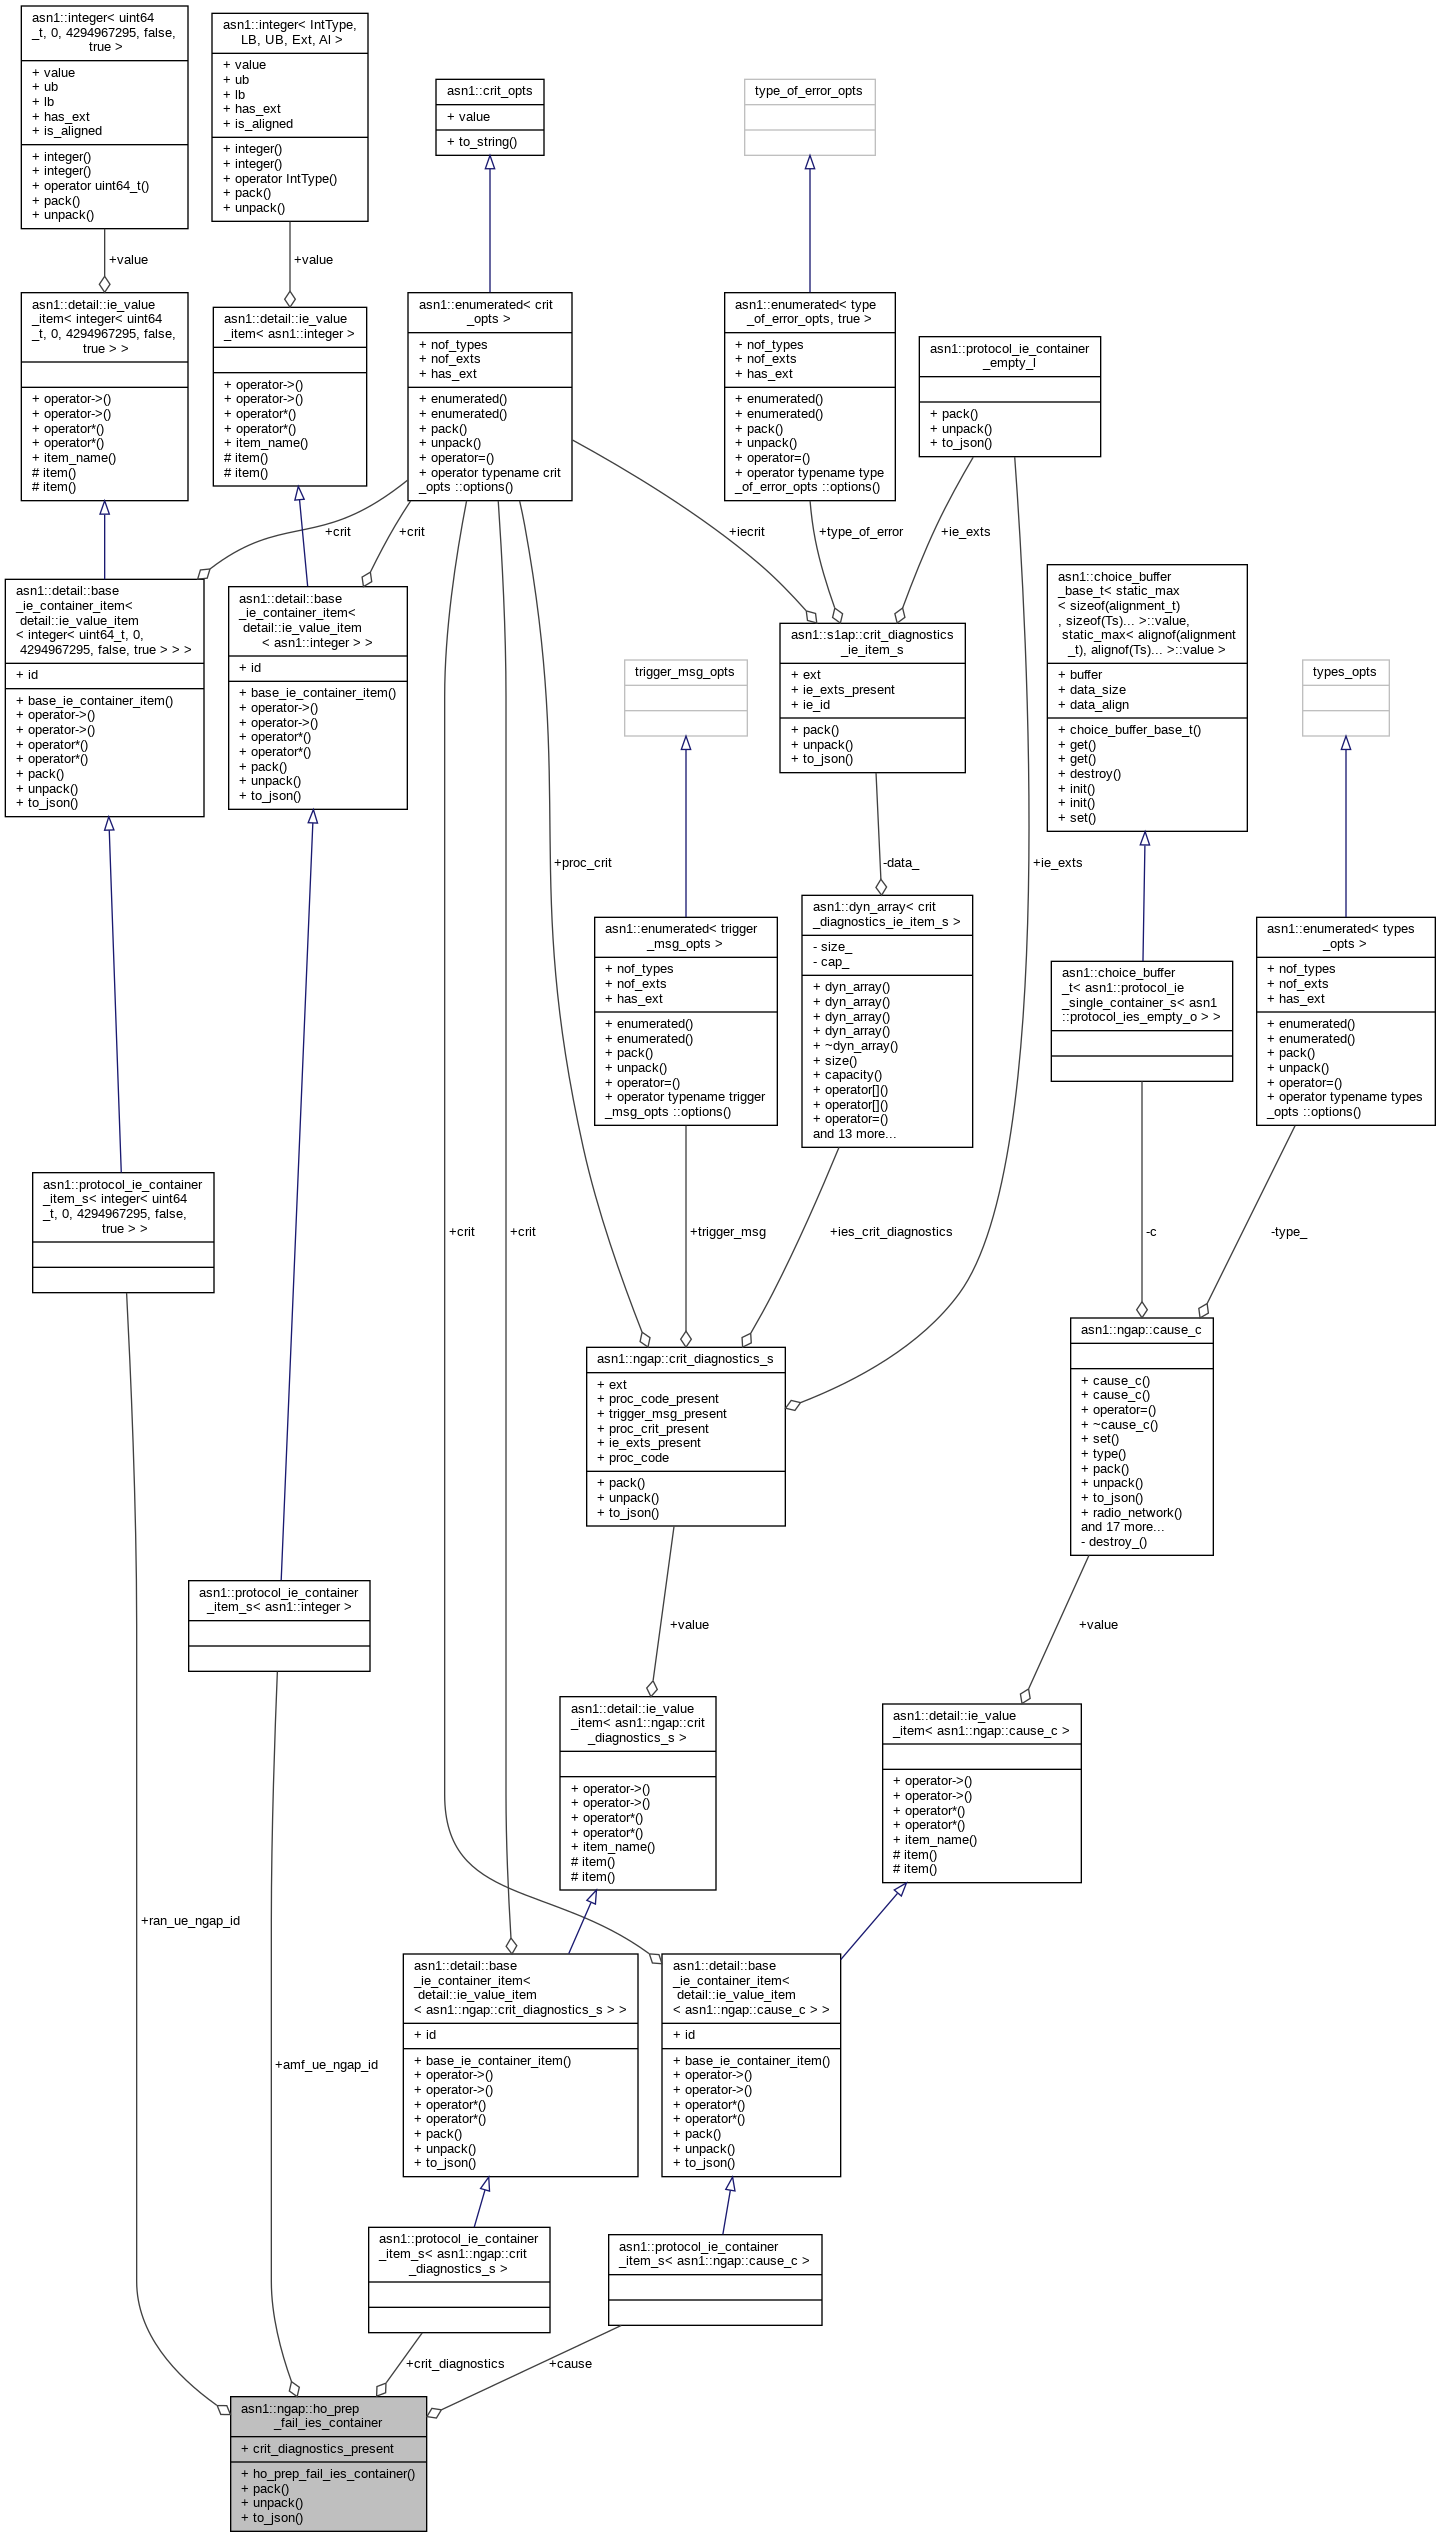 asn1::integer< uint64
_t, 0, 4294967295, false,
true >
+ value
+ ub
+ lb
+ has_ext
+ is_aligned
+ integer()
+ integer()
+ operator uint64_t()
+ pack()
+ unpack()
asn1::integer< IntType,
LB, UB, Ext, Al >
+ value
+ ub
+ lb
+ has_ext
+ is_aligned
+ integer()
+ integer()
+ operator IntType()
+ pack()
+ unpack()
asn1::crit_opts
+ value
+ to_string()
type_of_error_opts
+value
+value
asn1::detail::ie_value
_item< integer< uint64
_t, 0, 4294967295, false,
true > >
+ operator->()
+ operator->()
+ operator*()
+ operator*()
+ item_name()
# item()
# item()
asn1::detail::ie_value
_item< asn1::integer >
+ operator->()
+ operator->()
+ operator*()
+ operator*()
+ item_name()
# item()
# item()
asn1::enumerated< crit
_opts >
+ nof_types
+ nof_exts
+ has_ext
+ enumerated()
+ enumerated()
+ pack()
+ unpack()
+ operator=()
+ operator typename crit
_opts ::options()
asn1::enumerated< type
_of_error_opts, true >
+ nof_types
+ nof_exts
+ has_ext
+ enumerated()
+ enumerated()
+ pack()
+ unpack()
+ operator=()
+ operator typename type
_of_error_opts ::options()
asn1::protocol_ie_container
_empty_l
+ pack()
+ unpack()
+ to_json()
+crit
+crit
+iecrit
+type_of_error
+ie_exts
asn1::detail::base
_ie_container_item<
detail::ie_value_item
< integer< uint64_t, 0,
4294967295, false, true > > >
+ id
+ base_ie_container_item()
+ operator->()
+ operator->()
+ operator*()
+ operator*()
+ pack()
+ unpack()
+ to_json()
asn1::detail::base
_ie_container_item<
detail::ie_value_item
< asn1::integer > >
+ id
+ base_ie_container_item()
+ operator->()
+ operator->()
+ operator*()
+ operator*()
+ pack()
+ unpack()
+ to_json()
trigger_msg_opts
asn1::s1ap::crit_diagnostics
_ie_item_s
+ ext
+ ie_exts_present
+ ie_id
+ pack()
+ unpack()
+ to_json()
asn1::choice_buffer
_base_t< static_max
< sizeof(alignment_t)
, sizeof(Ts)... >::value,
static_max< alignof(alignment
_t), alignof(Ts)... >::value >
+ buffer
+ data_size
+ data_align
+ choice_buffer_base_t()
+ get()
+ get()
+ destroy()
+ init()
+ init()
+ set()
types_opts
+proc_crit
-data_
+ie_exts
asn1::enumerated< trigger
_msg_opts >
+ nof_types
+ nof_exts
+ has_ext
+ enumerated()
+ enumerated()
+ pack()
+ unpack()
+ operator=()
+ operator typename trigger
_msg_opts ::options()
asn1::dyn_array< crit
_diagnostics_ie_item_s >
- size_
- cap_
+ dyn_array()
+ dyn_array()
+ dyn_array()
+ dyn_array()
+ ~dyn_array()
+ size()
+ capacity()
+ operator[]()
+ operator[]()
+ operator=()
and 13 more...
asn1::choice_buffer
_t< asn1::protocol_ie
_single_container_s< asn1
::protocol_ies_empty_o > >
asn1::enumerated< types
_opts >
+ nof_types
+ nof_exts
+ has_ext
+ enumerated()
+ enumerated()
+ pack()
+ unpack()
+ operator=()
+ operator typename types
_opts ::options()
asn1::protocol_ie_container
_item_s< integer< uint64
_t, 0, 4294967295, false,
true > >
+crit
+crit
+trigger_msg
+ies_crit_diagnostics
-c
-type_
asn1::ngap::crit_diagnostics_s
+ ext
+ proc_code_present
+ trigger_msg_present
+ proc_crit_present
+ ie_exts_present
+ proc_code
+ pack()
+ unpack()
+ to_json()
asn1::ngap::cause_c
+ cause_c()
+ cause_c()
+ operator=()
+ ~cause_c()
+ set()
+ type()
+ pack()
+ unpack()
+ to_json()
+ radio_network()
and 17 more...
- destroy_()
asn1::protocol_ie_container
_item_s< asn1::integer >
+value
+value
asn1::detail::ie_value
_item< asn1::ngap::crit
_diagnostics_s >
+ operator->()
+ operator->()
+ operator*()
+ operator*()
+ item_name()
# item()
# item()
asn1::detail::ie_value
_item< asn1::ngap::cause_c >
+ operator->()
+ operator->()
+ operator*()
+ operator*()
+ item_name()
# item()
# item()
+ran_ue_ngap_id
+amf_ue_ngap_id
asn1::detail::base
_ie_container_item<
detail::ie_value_item
< asn1::ngap::crit_diagnostics_s > >
+ id
+ base_ie_container_item()
+ operator->()
+ operator->()
+ operator*()
+ operator*()
+ pack()
+ unpack()
+ to_json()
asn1::detail::base
_ie_container_item<
detail::ie_value_item
< asn1::ngap::cause_c > >
+ id
+ base_ie_container_item()
+ operator->()
+ operator->()
+ operator*()
+ operator*()
+ pack()
+ unpack()
+ to_json()
asn1::protocol_ie_container
_item_s< asn1::ngap::crit
_diagnostics_s >
asn1::protocol_ie_container
_item_s< asn1::ngap::cause_c >
+crit_diagnostics
+cause
asn1::ngap::ho_prep
_fail_ies_container
+ crit_diagnostics_present
+ ho_prep_fail_ies_container()
+ pack()
+ unpack()
+ to_json()